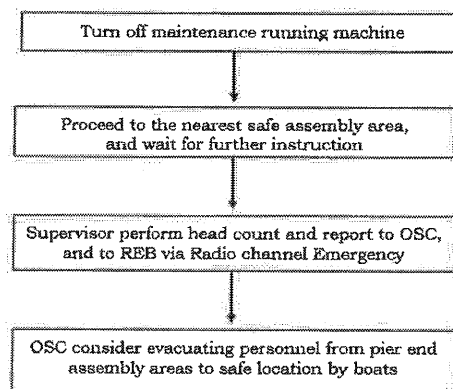 Turn off maintenance running machine
Proceed to the nearest safe assembly area,
and wait for further instruction
Supervisor perform head count and report to OSC,
and to REB via Radio channel Emergency
OSC consider evacuating personnel from pier end
assembly areas to safe location by boats